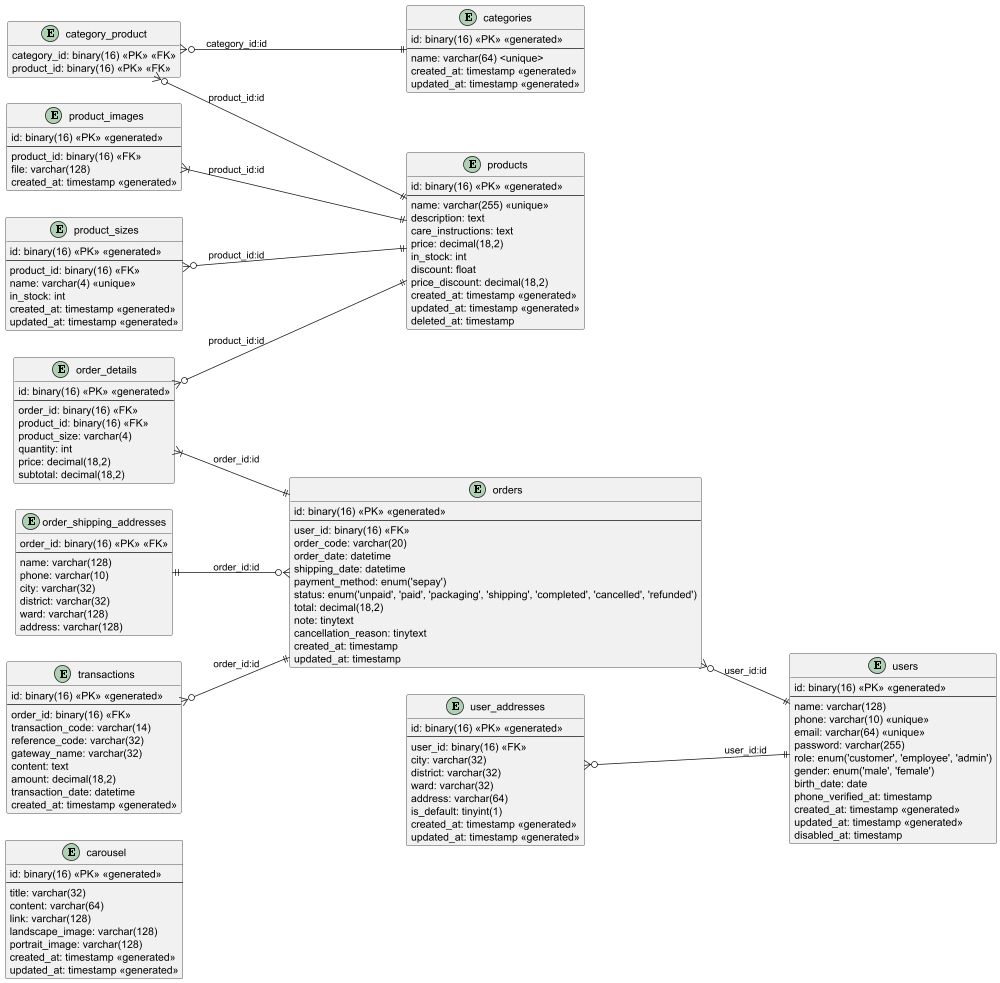 E category_product
category_id: binary(16) «PK» «FK»
product_id: binary(16) «PK» «FK»
category_id:id
E categories
id: binary(16) «PK» «generated»
name: varchar(64) <unique>
created_at: timestamp «generated»
updated_at: timestamp «generated»
product_id:id
E product_images
id: binary(16) «PK» «generated»
product_id: binary(16) «FK»
file: varchar(128)
created_at: timestamp «generated»
product_id:id
E products
id: binary(16) «PK» «generated»
name: varchar(255) «unique»
description: text
care_instructions: text
price: decimal(18,2)
in_stock: int
discount: float
price_discount: decimal(18,2)
created_at: timestamp «generated»
updated_at: timestamp «generated»
deleted_at: timestamp
E product_sizes
id: binary(16) «PK» «generated»
product_id: binary(16) «FK»
name: varchar(4) «unique»
in_stock: int
created_at: timestamp «generated»
updated_at: timestamp «generated»
product_id:id
product_id:id
E order_details
id: binary(16) «PK» «generated»
order_id: binary(16) «FK»
product_id: binary(16) «FK»
product_size: varchar(4)
quantity: int
price: decimal(18,2)
subtotal: decimal(18,2)
order_id:id
E orders
id: binary(16) «PK» «generated»
user_id: binary(16) «FK»
order_code: varchar(20)
order_date: datetime
shipping_date: datetime
payment_method: enum('sepay')
status: enum('unpaid', 'paid', 'packaging', 'shipping', 'completed', 'cancelled', 'refunded')
total: decimal(18,2)
note: tinytext
cancellation_reason: tinytext
created_at: timestamp
updated_at: timestamp
E order_shipping_addresses
order_id: binary(16) «PK» «FK»
name: varchar(128)
phone: varchar(10)
city: varchar(32)
district: varchar(32)
ward: varchar(128)
address: varchar(128)
order_id:id
order_id:id
E transactions
id: binary(16) «PK» «generated»
order_id: binary(16) «FK»
transaction_code: varchar(14)
reference_code: varchar(32)
gateway_name: varchar(32)
content: text
amount: decimal(18,2)
transaction_date: datetime
created_at: timestamp «generated»
E user_addresses
id: binary(16) «PK» «generated»
user_id: binary(16) «FK»
city: varchar(32)
district: varchar(32)
ward: varchar(32)
address: varchar(64)
is_default: tinyint(1)
created_at: timestamp «generated»
updated_at: timestamp «generated»
user_id:id
user_id:id
E users
id: binary(16) «PK» «generated»
name: varchar(128)
phone: varchar(10) «unique»
email: varchar(64) «unique»
password: varchar(255)
role: enum('customer', 'employee', 'admin')
gender: enum('male', 'female')
birth_date: date
phone_verified_at: timestamp
created_at: timestamp «generated»
updated_at: timestamp «generated»
disabled_at: timestamp
E carousel
id: binary(16) «PK» «generated»
title: varchar(32)
content: varchar(64)
link: varchar(128)
landscape_image: varchar(128)
portrait_image: varchar(128)
created_at: timestamp «generated»
updated_at: timestamp «generated»